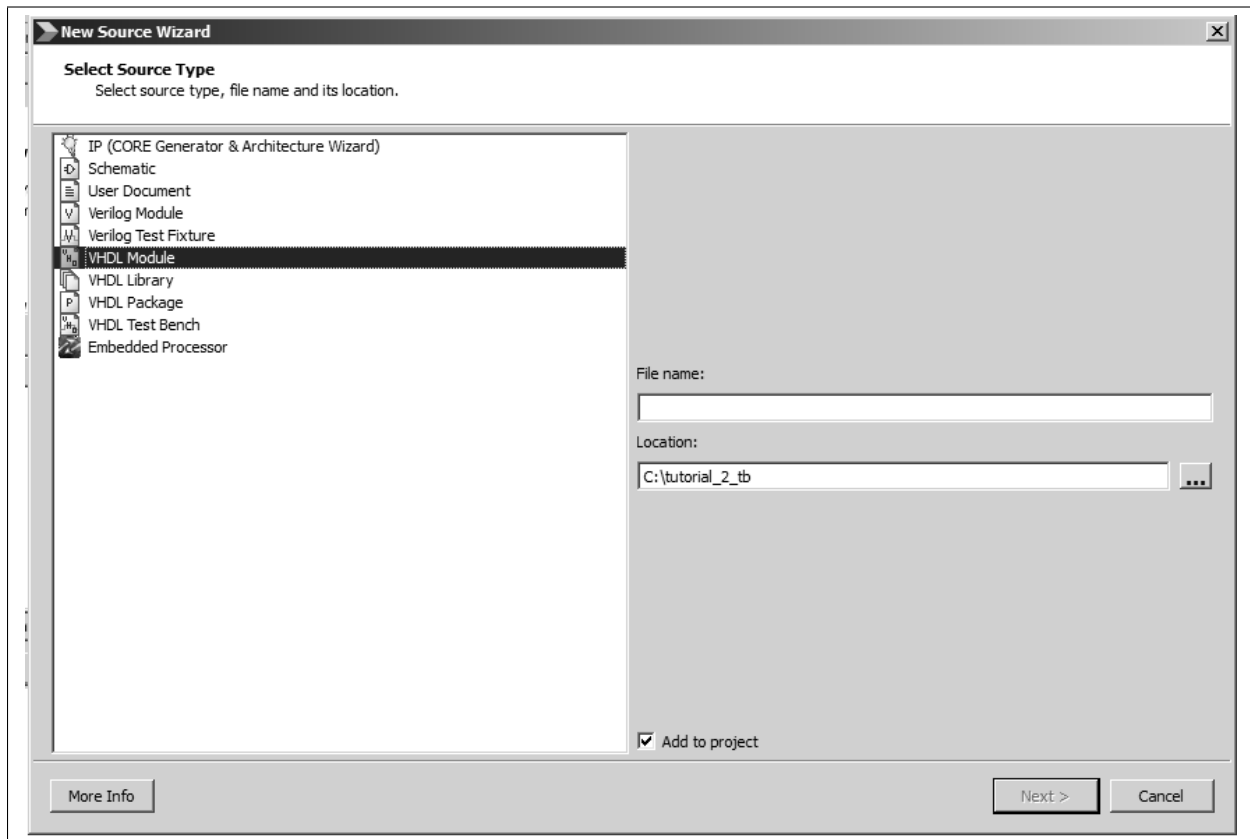 New Source Wizard
Select Source Type
Select source type, file name and its location.
IP (CORE Generator & Architecture Wizard)
Schematic
User Document
Verilog Module
Verilog Test Fixture
VHDL Module
VHDL Library
VHDL Package
VHDL Test Bench
Embedded Processor
File name:
Location:
C:\tutorial_2_tb
...
Add to project
More Info
Next >
Cancel